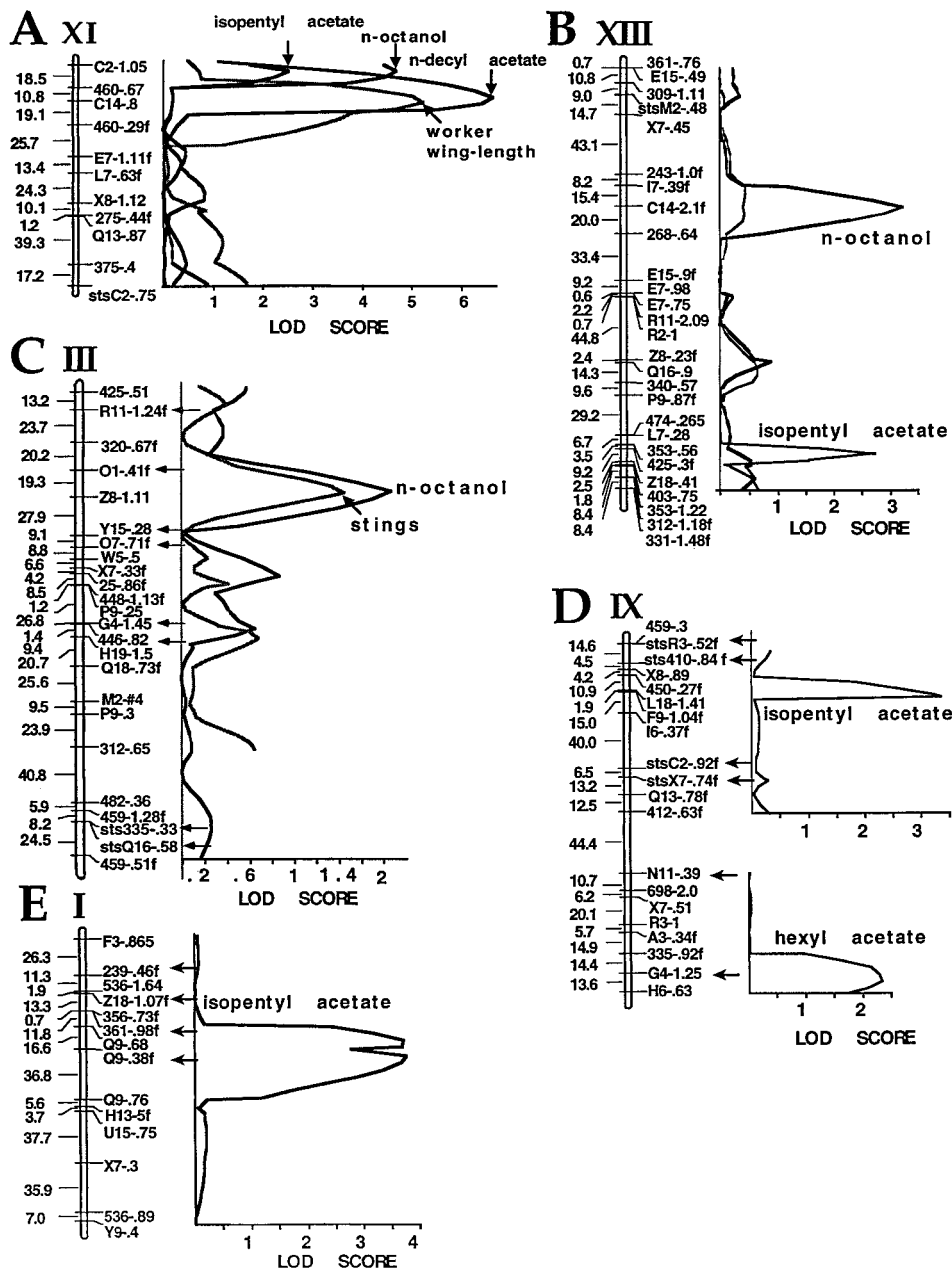 A XI
isopentyl acetate
n-octanol
n-decyl acetate
worker
wing-length
18.5
10.8
19.1
25.7
13.4
24.3
10.1
1.2
39.3
17.2
C2-1.05
460-.67
C14-.8
460-.29f
E7-1.11f
L7-.63f
X8-1.12
275-.44f
Q13-.87
375-.4
stsC2-.75
1 2 3 4 5 6
LOD SCORE
B XIII
0.7
10.8
9.0
14.7
43.1
8.2
15.4
20.0
33.4
9.2
0.6
2.2
0.7
44.8
2.4
14.3
9.6
29.2
6.7
3.5
9.2
2.5
1.8
8.4
8.4
361-.76
E15-.49
309-1.11
stsM2-.48
X7-.45
243-1.0f
I7-.39f
C14-2.1f
268-.64
E15-.9f
E7-.98
E7-.75
R11-2.09
R2-1
Z8-.23f
Q16-.9
340-.57
P9-.87f
474-.265
L7-.28
353-.56
425-.3f
Z18-.41
403-.75
353-1.22
312-1.18f
331-1.48f
n-octanol
isopentyl acetate
1 2 3
LOD SCORE
C III
13.2
23.7
20.2
19.3
27.9
9.1
8.8
6.6
4.2
8.5
1.2
26.8
1.4
9.4
20.7
25.6
9.5
23.9
40.8
5.9
8.2
24.5
425-.51
R11-1.24f
320-.67f
O1-.41f
Z8-1.11
Y15-.28
O7-.71f
W5-.5
X7-.33f
25-.86f
448-1.13f
P9-.25
G4-1.45
446-.82
H19-1.5
Q18-.73f
M2-#4
P9-.3
312-.65
482-.36
459-1.28f
sts335-.33
stsQ16-.58
459-.51f
n-octanol
stings
.2 .6 1. 1.4 2
LOD SCORE
D IX
14.6
4.5
4.2
10.9
1.9
15.0
40.0
6.5
13.2
12.5
44.4
10.7
6.2
20.1
5.7
14.9
14.4
13.6
459-.3
stsR3-.52f
sts410-.84 f
X8-.89
450-.27f
L18-1.41
F9-1.04f
I6-.37f
stsC2-.92f
stsX7-.74f
Q13-.78f
412-.63f
N11-.39
698-2.0
X7-.51
R3-1
A3-.34f
335-.92f
G4-1.25
H6-.63
isopentyl acetate
1 2 3
hexyl acetate
1 2
LOD SCORE
E I
26.3
11.3
1.9
13.3
0.7
11.8
16.6
36.8
5.6
3.7
37.7
35.9
7.0
F3-.865
239-.46f
536-1.64
Z18-1.07f
356-.73f
361-.98f
Q9-.68
Q9-.38f
Q9-.76
H13-5f
U15-.75
X7-.3
536-.89
Y9-.4
isopentyl acetate
1 2 3 4
LOD SCORE